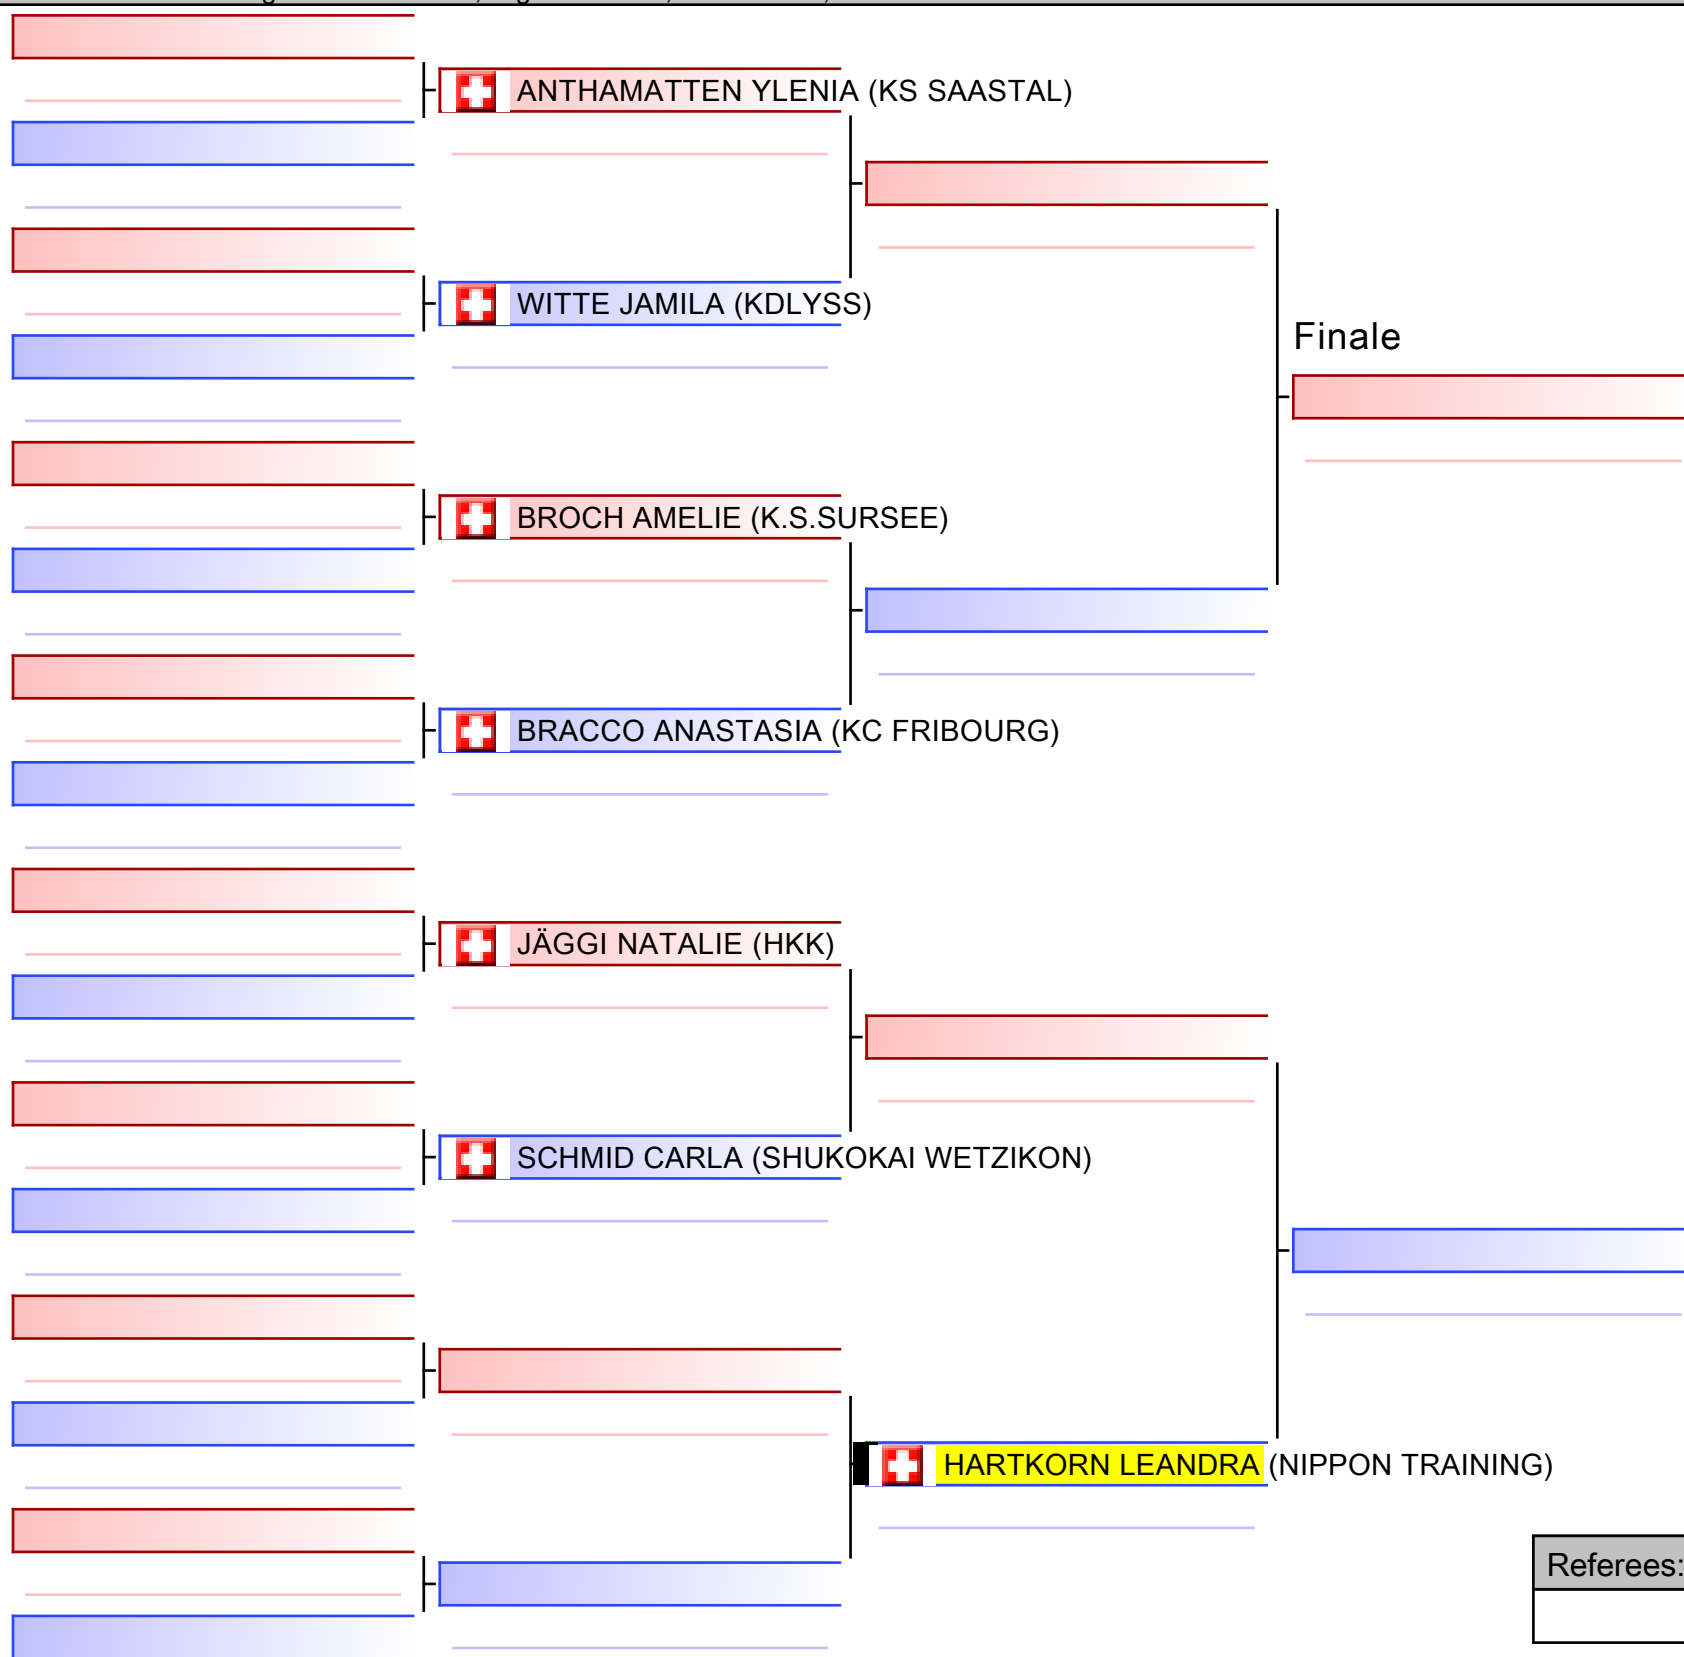 ANTHAMATTEN YLENIA (KS SAASTAL)
WITTE JAMILA (KDLYSS)
Finale
BROCH AMELIE (K.S.SURSEE)
BRACCO ANASTASIA (KC FRIBOURG)
JÄGGI NATALIE (HKK)
SCHMID CARLA (SHUKOKAI WETZIKON)
HARTKORN LEANDRA (NIPPON TRAINING)
Referees: